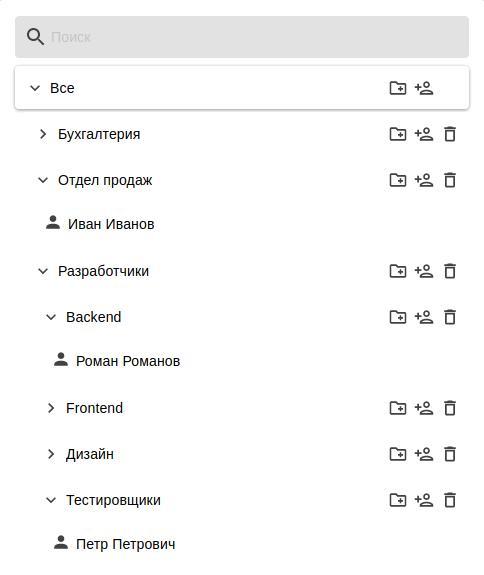 Поиск
Все
Бухгалтерия
Отдел продаж
Иван Иванов
Разработчики
Backend
Роман Романов
Frontend
Дизайн
Тестировщики
Петр Петрович